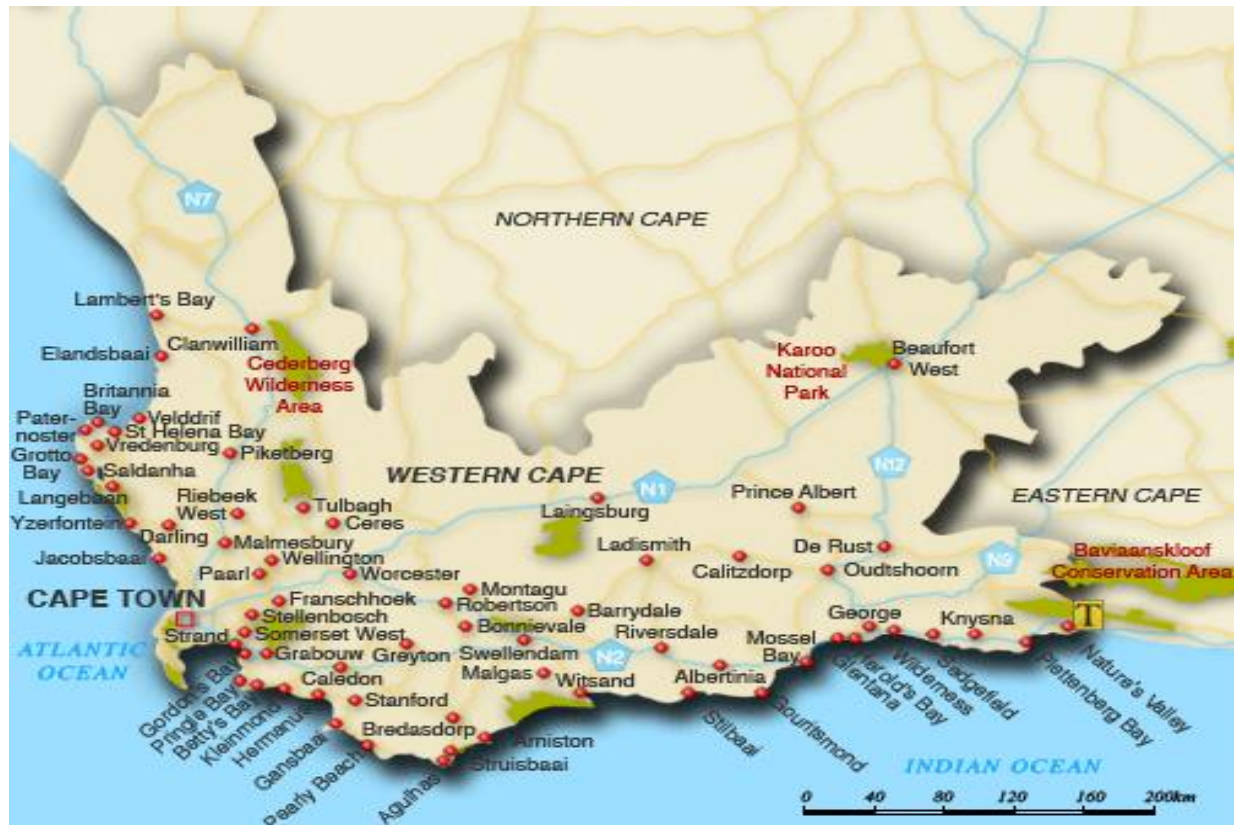 N7
NORTHERN CAPE
Lambert's Bay
Clanwilliam
Elandsbaai
Cederberg
Wilderness
Area
Karoo
National
Park
Beaufort
West
Britannia
Bay
Velddrif
Pater-
noster
St Helena Bay
Vredenburg
Grotto
Bay
Piketberg
Saldanha
WESTERN CAPE
N12
Langebaan
N1
Riebeek
West
Tulbagh
Laingsburg
Prince Albert
EASTERN CAPE
Yzerfontein
Darling
Ceres
Malmesbury
Ladismith
De Rust
Jacobsbaai
Wellington
Calitzdorp
Oudtshoorn
N9
Baviaanskloof
Conservation Area
Paarl
Worcester
Montagu
CAPE TOWN
Franschhoek
Robertson
Barrydale
George
Knysna
T
Stellenbosch
Bonnievale
Riversdale
Strand
Somerset West
Mossel
Bay
ATLANTIC
OCEAN
Grabouw
Greyton
Swellendam
N2
Malgas
Caledon
Witsand
Albertinia
Stanford
Bredasdorp
Gordon's Bay
Pringle Bay
Betty's Bay
Kleinmond
Hermanus
Gansbaai
Pearly Beach
Agulhas
Struisbaai
Arniston
Stilbaai
Gouritsmond
Glentana
Harold's Bay
Wilderness
Sedgefield
Plettenberg Bay
Nature's Valley
INDIAN OCEAN
0 40 80 120 160 200km